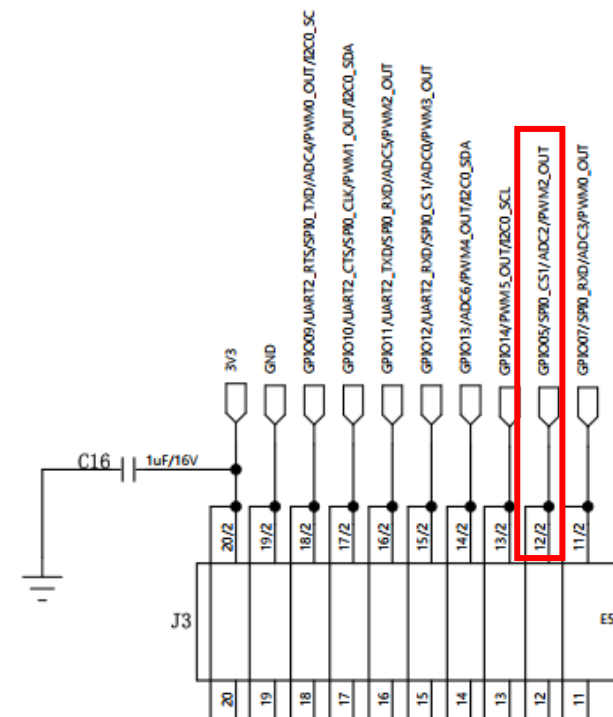 3V3
GND
GPIO09/UART2_RTS/SPI0_TXD/ADC4/PWM0_OUT/I2C0_SC
GPIO10/UART2_CTS/SPI0_CLK/PWM1_OUT/I2C0_SDA
GPIO11/UART2_TXD/SPI0_RXD/ADC5/PWM2_OUT
GPIO12/UART2_RXD/SPI0_CS1/ADC0/PWM3_OUT
GPIO13/ADC6/PWM4_OUT/I2C0_SDA
GPIO14/PWM5_OUT/I2C0_SCL
GPIO05/SPI0_CS1/ADC2/PWM2_OUT
GPIO07/SPI0_RXD/ADC3/PWM0_OUT
C16
1uF/16V
20/2
19/2
18/2
17/2
16/2
15/2
14/2
13/2
12/2
11/2
J3
ES
20
19
18
17
16
15
14
13
12
11